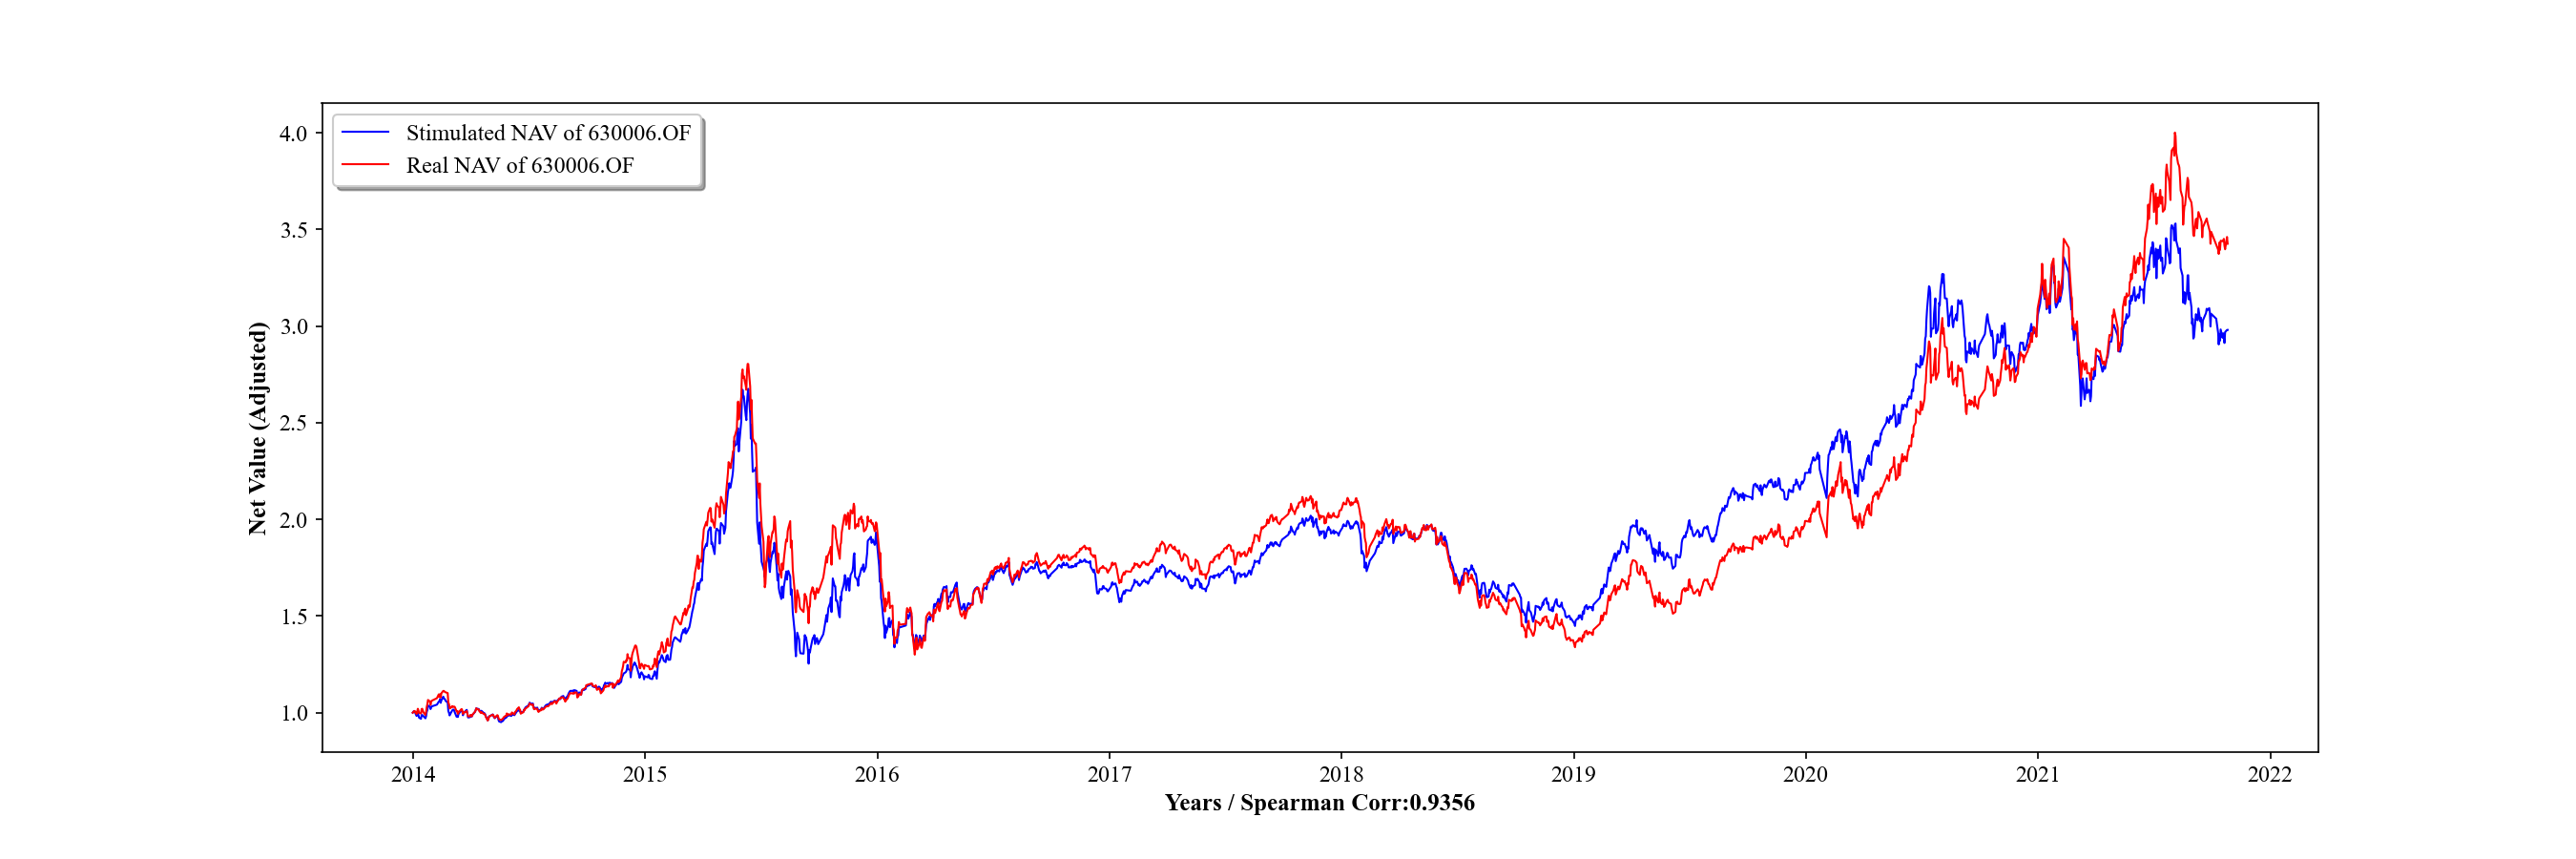 Stimulated NAV of 630006.OF
Real NAV of 630006.OF
Net Value (Adjusted)
4.0
3.5
3.0
2.5
2.0
1.5
1.0
2014 2015 2016 2017 2018 2019 2020 2021 2022
Years / Spearman Corr:0.9356